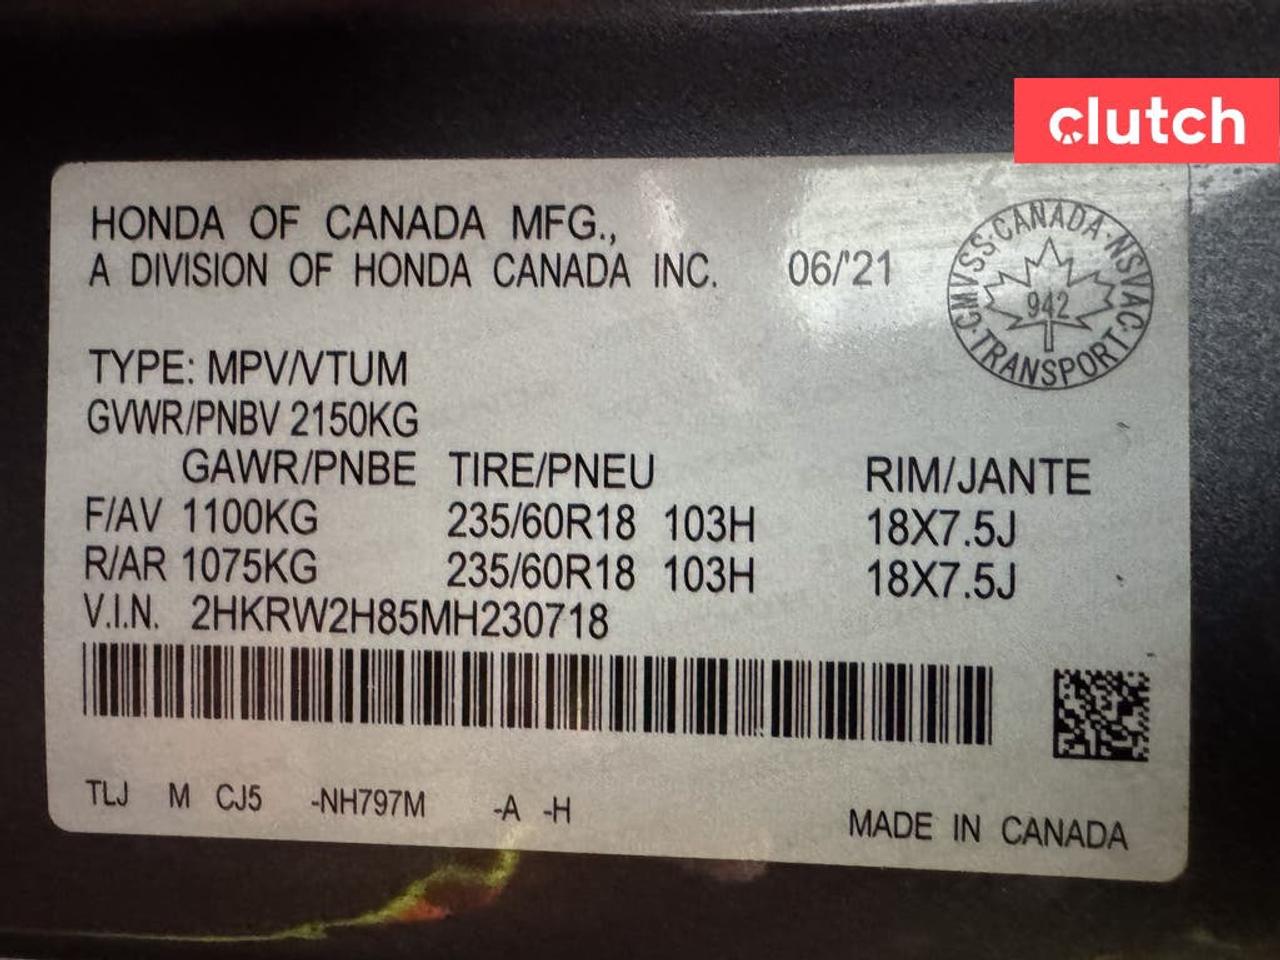 clutch
HONDA OF CANADA MFG.,
A DIVISION OF HONDA CANADA INC. 06/'21
CMVSS·CANADA·NSVAC·TRANSPORT·
942
TYPE: MPV/VTUM
GVWR/PNBV 2150KG
GAWR/PNBE TIRE/PNEU RIM/JANTE
F/AV 1100KG 235/60R18 103H 18X7.5J
R/AR 1075KG 235/60R18 103H 18X7.5J
V.I.N. 2HKRW2H85MH230718
TLJ M CJ5 -NH797M -A -H
MADE IN CANADA